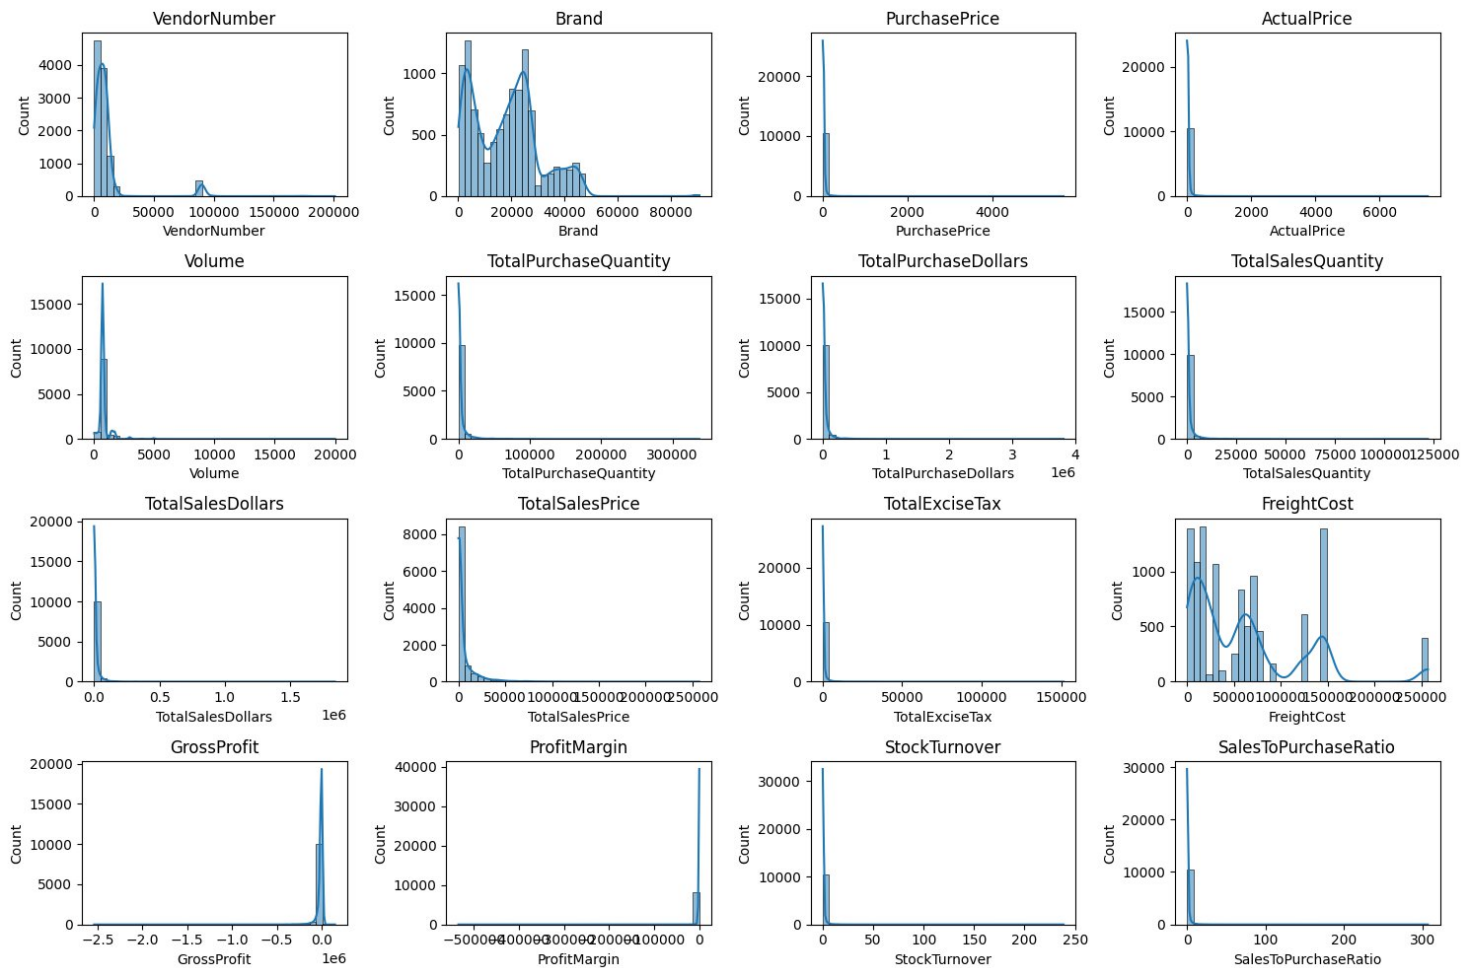 VendorNumber
4000
3000
2000
1000
0
Count
0 50000 100000 150000 200000
VendorNumber
Brand
1000
500
0
Count
0 20000 40000 60000 80000
Brand
PurchasePrice
20000
10000
0
Count
0 2000 4000
PurchasePrice
ActualPrice
20000
10000
0
Count
0 2000 4000 6000
ActualPrice
Volume
15000
10000
5000
0
Count
0 5000 10000 15000 20000
Volume
TotalPurchaseQuantity
15000
10000
5000
0
Count
0 100000 200000 300000
TotalPurchaseQuantity
TotalPurchaseDollars
15000
10000
5000
0
Count
0 1 2 3 4
1e6
TotalPurchaseDollars
TotalSalesQuantity
15000
10000
5000
0
Count
0 25000 50000 75000 100000 125000
TotalSalesQuantity
TotalSalesDollars
20000
15000
10000
5000
0
Count
0.0 0.5 1.0 1.5
1e6
TotalSalesDollars
TotalSalesPrice
8000
6000
4000
2000
0
Count
0 50000 100000 150000 200000 250000
TotalSalesPrice
TotalExciseTax
20000
10000
0
Count
0 50000 100000 150000
TotalExciseTax
FreightCost
1000
500
0
Count
0 50000 100000 150000 200000 250000
FreightCost
GrossProfit
20000
15000
10000
5000
0
Count
−2.5 −2.0 −1.5 −1.0 −0.5 0.0
1e6
GrossProfit
ProfitMargin
40000
30000
20000
10000
0
Count
−500000 −400000 −300000 −200000 −100000 0
ProfitMargin
StockTurnover
30000
20000
10000
0
Count
0 50 100 150 200 250
StockTurnover
SalesToPurchaseRatio
30000
20000
10000
0
Count
0 100 200 300
SalesToPurchaseRatio